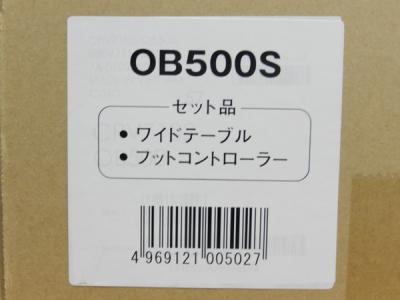 OB500S
セット品
• ワイドテーブル
• フットコントローラー
4 969121 005027